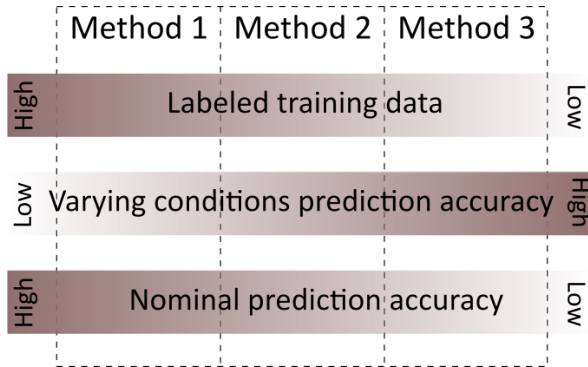 Method 1 Method 2 Method 3
High Labeled training data Low
Low Varying conditions prediction accuracy High
High Nominal prediction accuracy Low